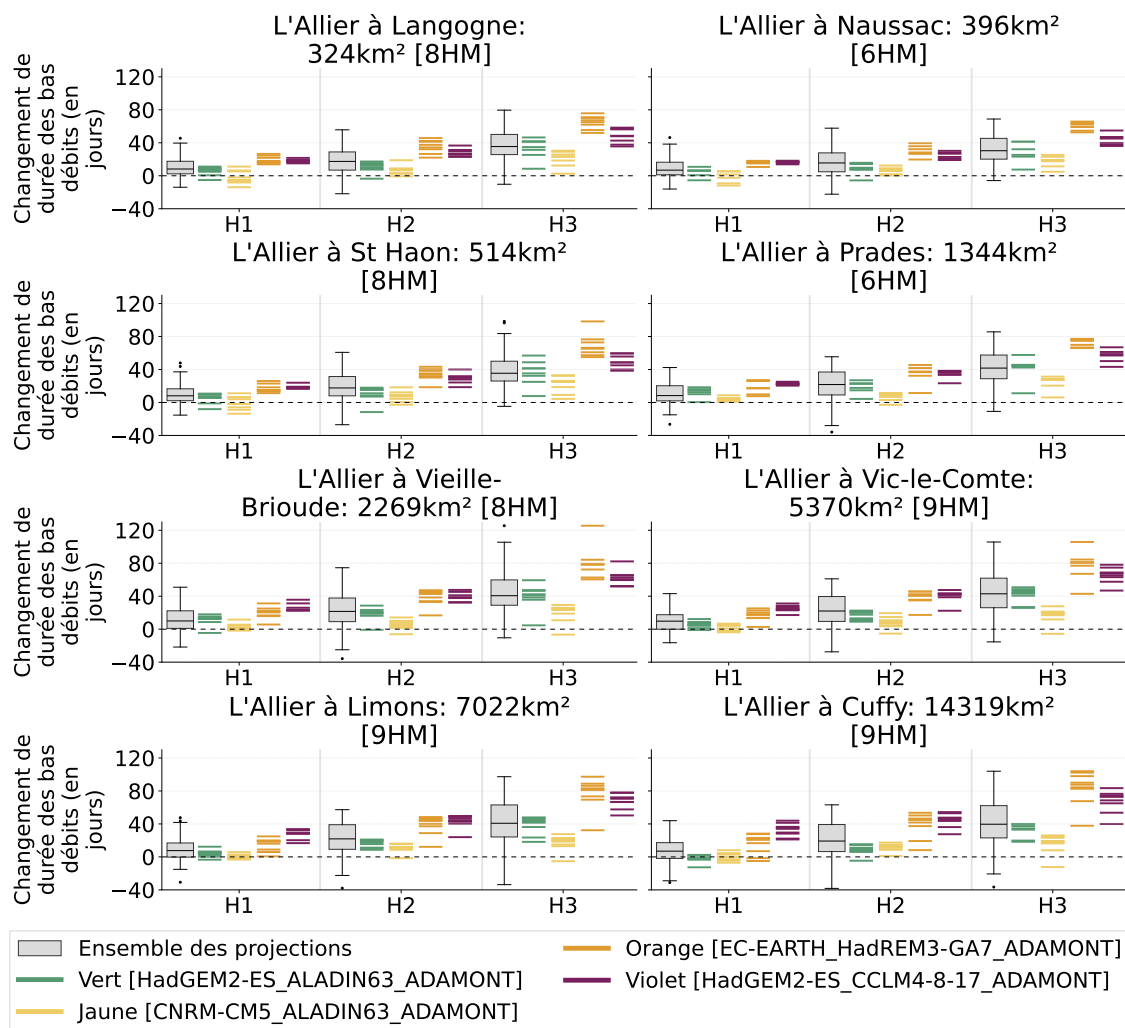 L'Allier à Langogne:
324km² [8HM]
L'Allier à Naussac: 396km²
[6HM]
Changement de
durée des bas
débits (en
jours)
120
80
40
0
−40
H1
H2
H3
H1
H2
H3
L'Allier à St Haon: 514km²
[8HM]
L'Allier à Prades: 1344km²
[6HM]
Changement de
durée des bas
débits (en
jours)
120
80
40
0
−40
H1
H2
H3
H1
H2
H3
L'Allier à Vieille-
Brioude: 2269km² [8HM]
L'Allier à Vic-le-Comte:
5370km² [9HM]
Changement de
durée des bas
débits (en
jours)
120
80
40
0
−40
H1
H2
H3
H1
H2
H3
L'Allier à Limons: 7022km²
[9HM]
L'Allier à Cuffy: 14319km²
[9HM]
Changement de
durée des bas
débits (en
jours)
120
80
40
0
−40
H1
H2
H3
H1
H2
H3
Ensemble des projections
Vert [HadGEM2-ES_ALADIN63_ADAMONT]
Jaune [CNRM-CM5_ALADIN63_ADAMONT]
Orange [EC-EARTH_HadREM3-GA7_ADAMONT]
Violet [HadGEM2-ES_CCLM4-8-17_ADAMONT]